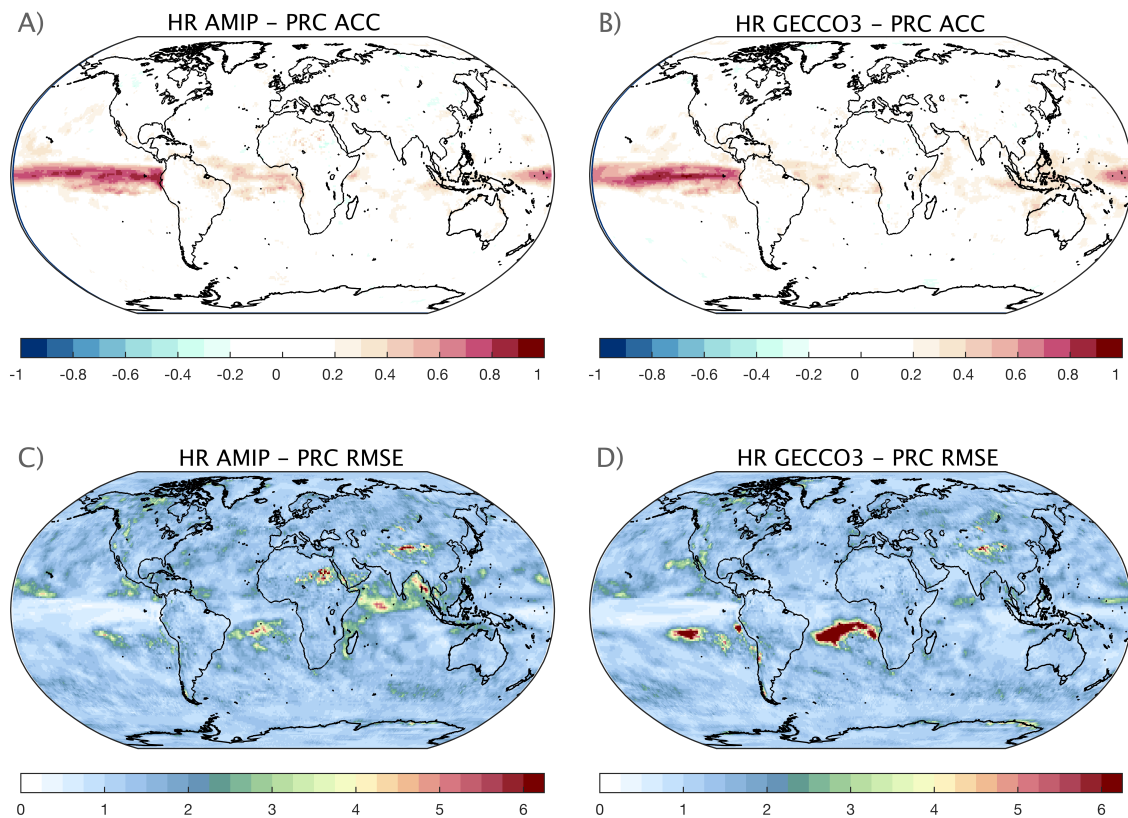 A)
HR AMIP – PRC ACC
B)
HR GECCO3 – PRC ACC
-1 -0.8 -0.6 -0.4 -0.2 0 0.2 0.4 0.6 0.8 1
-1 -0.8 -0.6 -0.4 -0.2 0 0.2 0.4 0.6 0.8 1
C)
HR AMIP – PRC RMSE
D)
HR GECCO3 – PRC RMSE
0 1 2 3 4 5 6
0 1 2 3 4 5 6